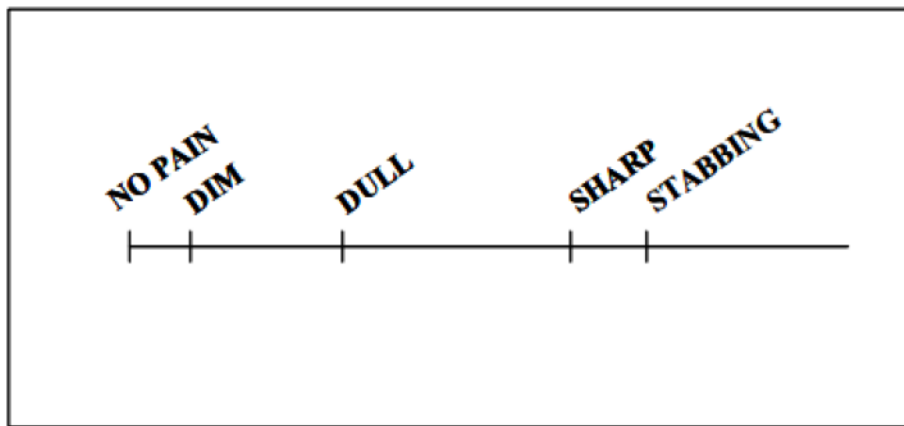 NO PAIN
DIM
DULL
SHARP
STABBING